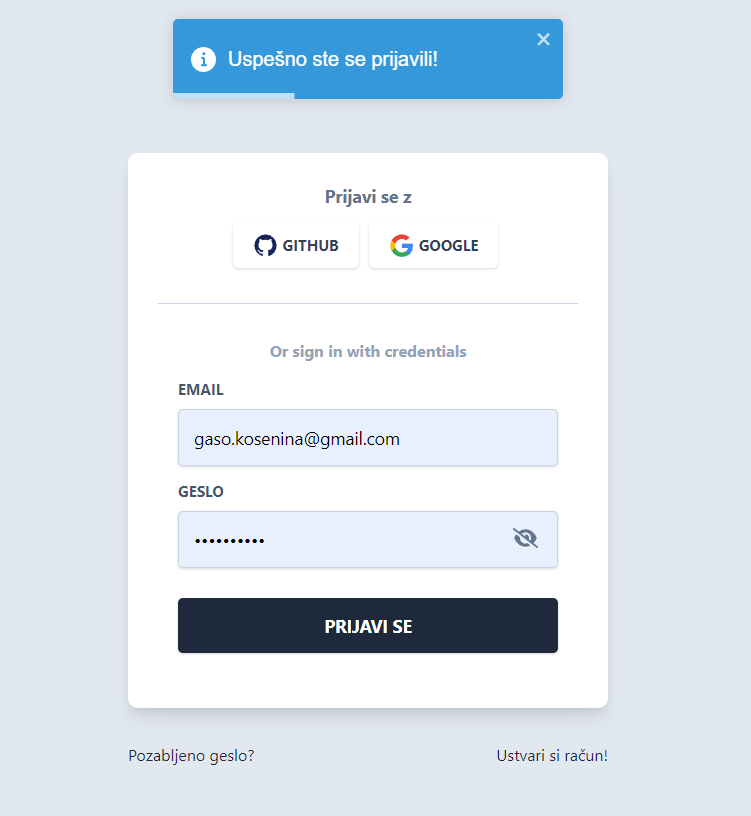 Uspešno ste se prijavili!
Prijavi se z
GITHUB GOOGLE
Or sign in with credentials
EMAIL
gaso.kosenina@gmail.com
GESLO
••••••••••
PRIJAVI SE
Pozabljeno geslo? Ustvari si račun!